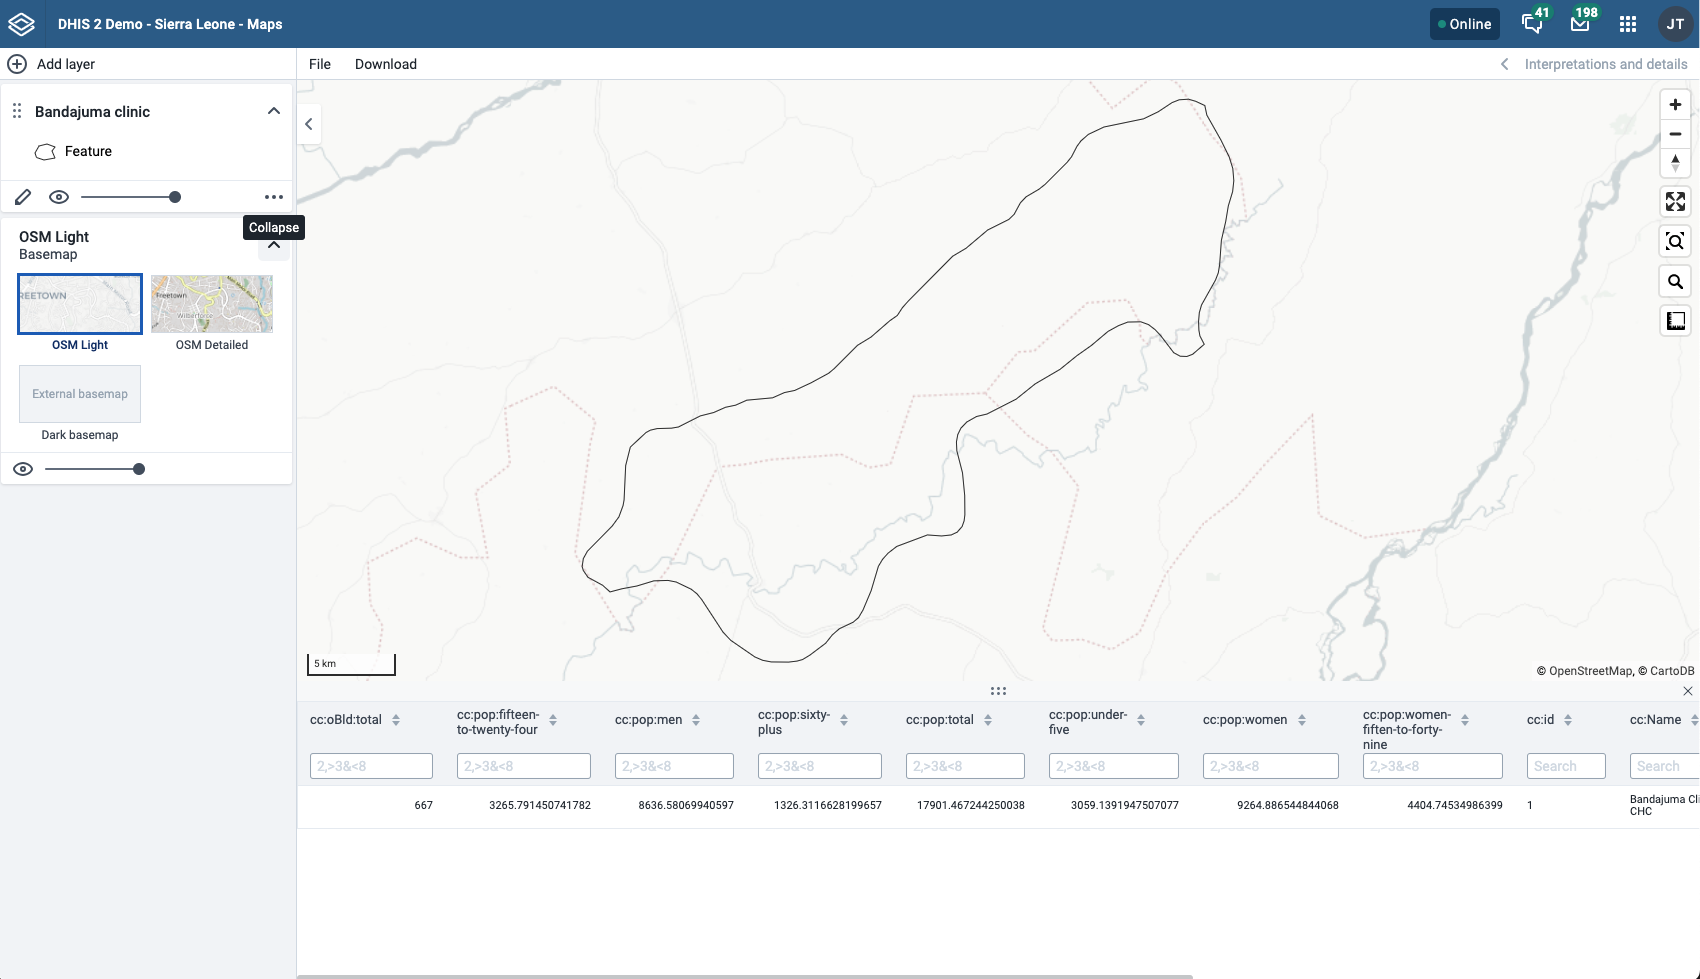 DHIS 2 Demo - Sierra Leone - Maps
Online
41
198
JT
Add layer
File
Download
Interpretations and details
Bandajuma clinic
Feature
Collapse
OSM Light
Basemap
REETOWN
Freetown
Wilberforce
OSM Light
OSM Detailed
External basemap
Dark basemap
5 km
© OpenStreetMap, © CartoDB
cc:oBld:total
cc:pop:fifteen-
to-twenty-four
cc:pop:men
cc:pop:sixty-
plus
cc:pop:total
cc:pop:under-
five
cc:pop:women
cc:pop:women-
fiften-to-forty-
nine
cc:id
cc:Name
2,>3&<8
2,>3&<8
2,>3&<8
2,>3&<8
2,>3&<8
2,>3&<8
2,>3&<8
2,>3&<8
Search
Search
667
3265.791450741782
8636.58069940597
1326.3116628199657
17901.467244250038
3059.1391947507077
9264.886544844068
4404.74534986399
1
Bandajuma Cli
CHC